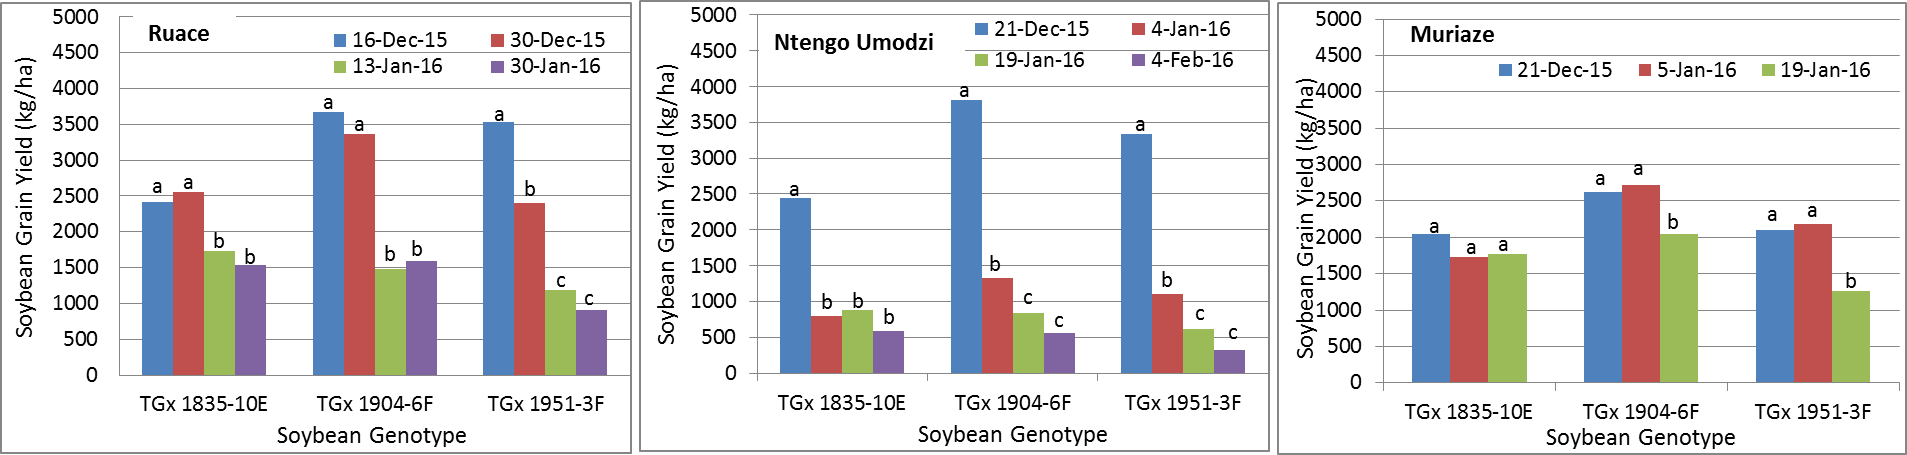 Ruace
16-Dec-15 30-Dec-15
13-Jan-16 30-Jan-16
Soybean Grain Yield (kg/ha)
5000
4500
4000
3500
3000
2500
2000
1500
1000
500
0
a a b b
a a b b
a b c c
TGx 1835-10E TGx 1904-6F TGx 1951-3F
Soybean Genotype
Ntengo Umodzi
21-Dec-15 4-Jan-16
19-Jan-16 4-Feb-16
Soybean Grain Yield (kg/ha)
5000
4500
4000
3500
3000
2500
2000
1500
1000
500
0
a b b b
a b c c
a b c c
TGx 1835-10E TGx 1904-6F TGx 1951-3F
Soybean Genotype
Muriaze
21-Dec-15 5-Jan-16 19-Jan-16
Soybean Grain Yield (kg/ha)
5000
4500
4000
3500
3000
2500
2000
1500
1000
500
0
a a a
a a b
a a b
TGx 1835-10E TGx 1904-6F TGx 1951-3F
Soybean Genotype